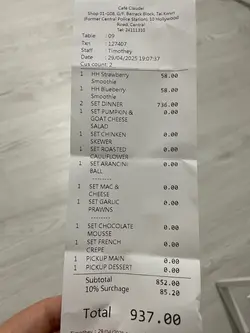 Café Claudel
Shop 01-G08, G/F, Barrack Block, Tai Kwun
(Former Central Police Station), 10 Hollywood
Road, Central
Tel: 24111333
Table : 09
Txn : 127407
Staff : Timothey
Date : 29/04/2025 19:07:37
Cus count: 2
1 HH Strawberry 58.00
Smoothie
1 HH Blueberry 58.00
Smoothie
2 SET DINNER 736.00
1 SET PUMPKIN & 0.00
GOAT CHEESE
SALAD
1 SET CHINKEN 0.00
SKEWER
1 SET ROASTED 0.00
CAULIFLOWER
1 SET ARANCINI 0.00
BALL
--------
1 SET MAC & 0.00
CHEESE
1 SET GARLIC 0.00
PRAWNS
--------
1 SET CHOCOLATE 0.00
MOUSSE
1 SET FRENCH 0.00
CREPE
1 PICKUP MAIN 0.00
1 PICKUP DESSERT 0.00
Subtotal 852.00
10% Surchage 85.20
Total 937.00